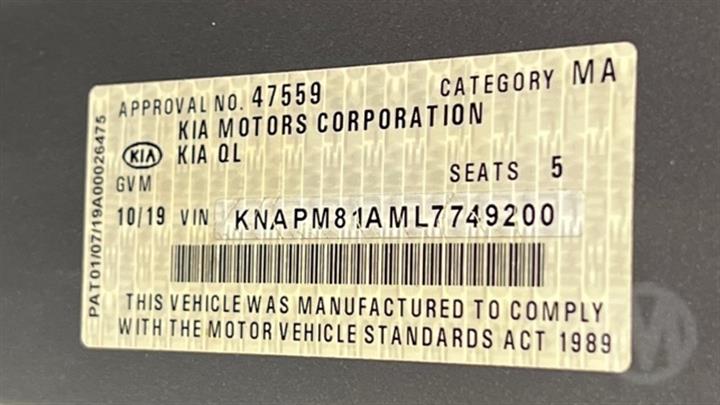 APPROVAL NO. 47559 CATEGORY MA
KIA MOTORS CORPORATION
KIA KIA QL
GVM SEATS 5
10/19 VIN KNAPM81AML7749200
THIS VEHICLE WAS MANUFACTURED TO COMPLY
WITH THE MOTOR VEHICLE STANDARDS ACT 1989
PAT01/07/19A00026475